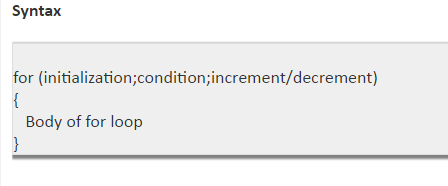 Syntax
for (initialization;condition;increment/decrement)
{
Body of for loop
}